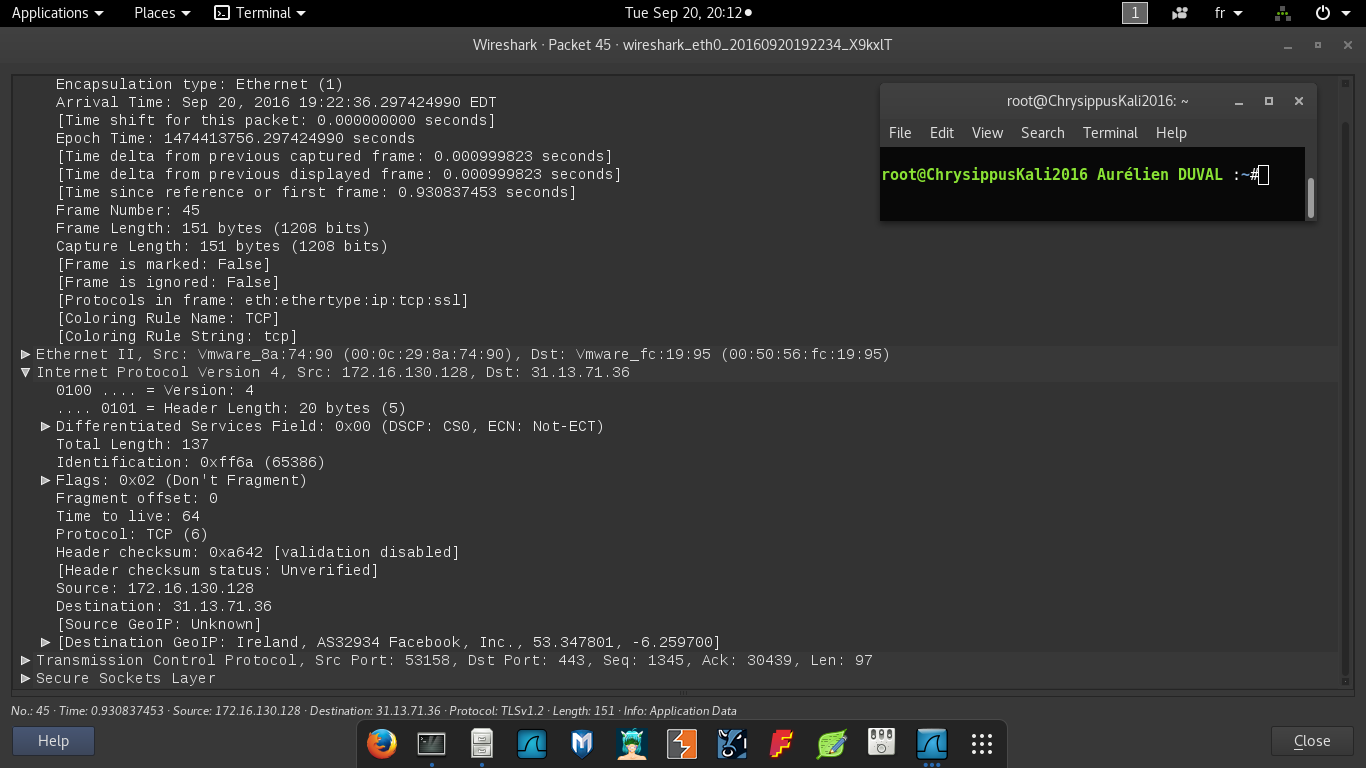 Applications Places Terminal Tue Sep 20, 20:12 1 fr
Wireshark · Packet 45 · wireshark_eth0_20160920192234_X9kxlT
Encapsulation type: Ethernet (1)
Arrival Time: Sep 20, 2016 19:22:36.297424990 EDT
[Time shift for this packet: 0.000000000 seconds]
Epoch Time: 1474413756.297424990 seconds
[Time delta from previous captured frame: 0.000999823 seconds]
[Time delta from previous displayed frame: 0.000999823 seconds]
[Time since reference or first frame: 0.930837453 seconds]
Frame Number: 45
Frame Length: 151 bytes (1208 bits)
Capture Length: 151 bytes (1208 bits)
[Frame is marked: False]
[Frame is ignored: False]
[Protocols in frame: eth:ethertype:ip:tcp:ssl]
[Coloring Rule Name: TCP]
[Coloring Rule String: tcp]
Ethernet II, Src: Vmware_8a:74:90 (00:0c:29:8a:74:90), Dst: Vmware_fc:19:95 (00:50:56:fc:19:95)
Internet Protocol Version 4, Src: 172.16.130.128, Dst: 31.13.71.36
0100 .... = Version: 4
.... 0101 = Header Length: 20 bytes (5)
Differentiated Services Field: 0x00 (DSCP: CS0, ECN: Not-ECT)
Total Length: 137
Identification: 0xff6a (65386)
Flags: 0x02 (Don't Fragment)
Fragment offset: 0
Time to live: 64
Protocol: TCP (6)
Header checksum: 0xa642 [validation disabled]
[Header checksum status: Unverified]
Source: 172.16.130.128
Destination: 31.13.71.36
[Source GeoIP: Unknown]
[Destination GeoIP: Ireland, AS32934 Facebook, Inc., 53.347801, -6.259700]
Transmission Control Protocol, Src Port: 53158, Dst Port: 443, Seq: 1345, Ack: 30439, Len: 97
Secure Sockets Layer
root@ChrysippusKali2016: ~
File Edit View Search Terminal Help
root@ChrysippusKali2016 Aurélien DUVAL :~#
No.: 45 · Time: 0.930837453 · Source: 172.16.130.128 · Destination: 31.13.71.36 · Protocol: TLSv1.2 · Length: 151 · Info: Application Data
Help
Close